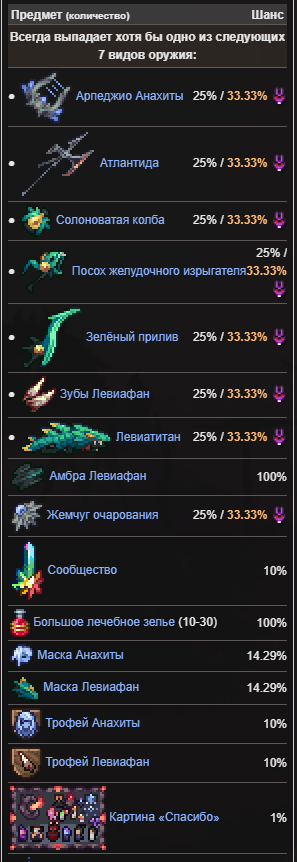 Предмет (количество) Шанс
Всегда выпадает хотя бы одно из следующих
7 видов оружия:
Арпеджио Анахиты 25% / 33.33%
Атлантида 25% / 33.33%
Солоноватая колба 25% / 33.33%
25% /
Посох желудочного изрыгателя 33.33%
Зелёный прилив 25% / 33.33%
Зубы Левиафан 25% / 33.33%
Левиатитан 25% / 33.33%
Амбра Левиафан 100%
Жемчуг очарования 25% / 33.33%
Сообщество 10%
Большое лечебное зелье (10-30) 100%
Маска Анахиты 14.29%
Маска Левиафан 14.29%
Трофей Анахиты 10%
Трофей Левиафан 10%
Картина «Спасибо» 1%